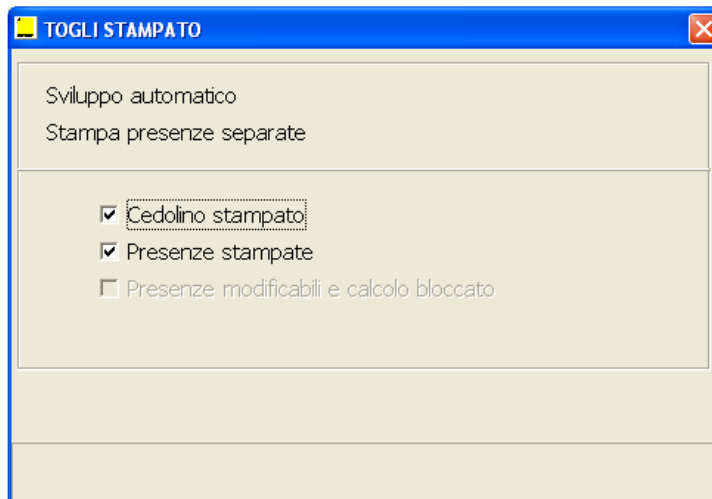 TOGLI STAMPATO
Sviluppo automatico
Stampa presenze separate
Cedolino stampato
Presenze stampate
Presenze modificabili e calcolo bloccato